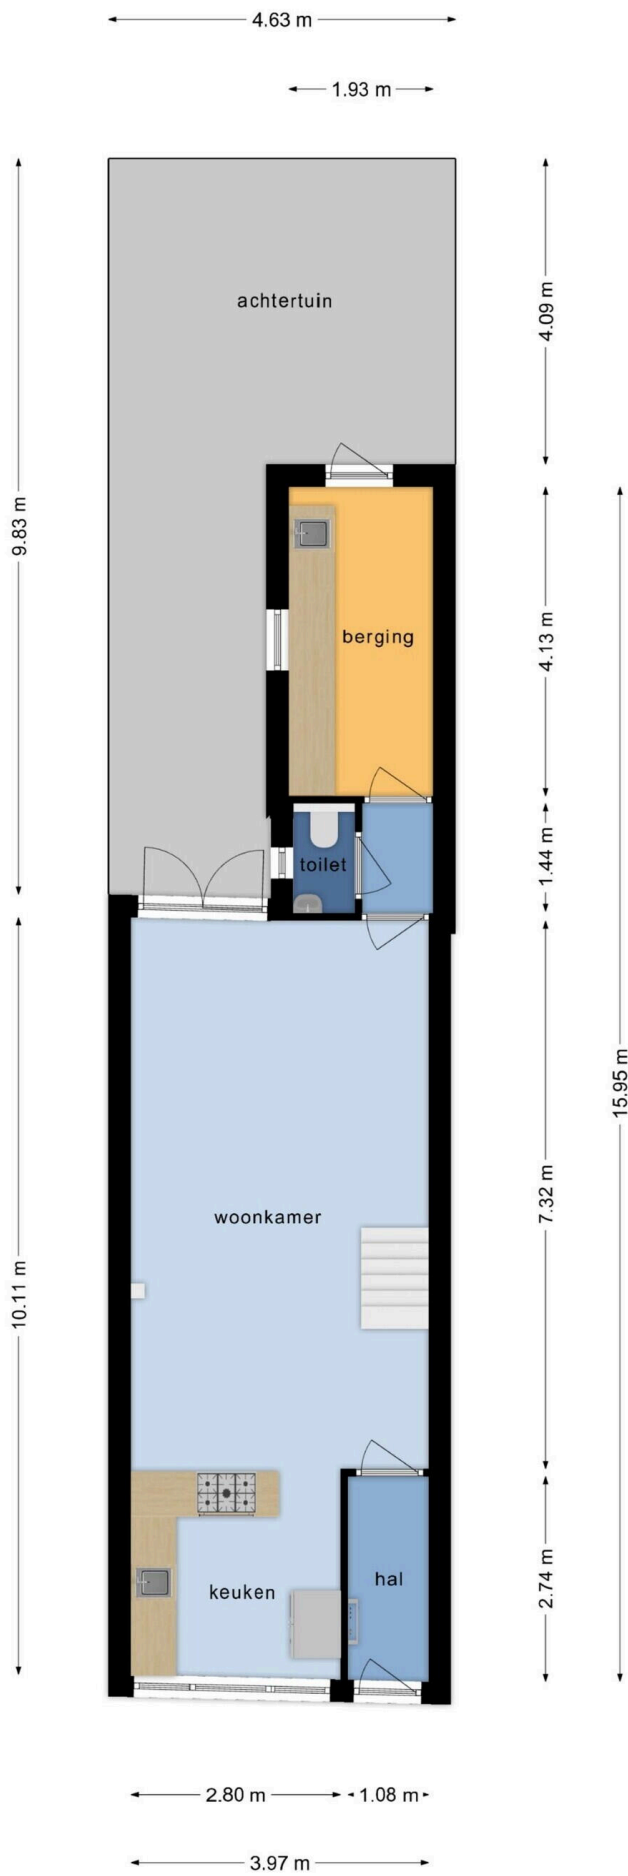 4.63 m
1.93 m
achtertuin
4.09 m
9.83 m
berging
4.13 m
toilet
1.44 m
15.95 m
woonkamer
7.32 m
10.11 m
keuken
hal
2.74 m
2.80 m
1.08 m
3.97 m